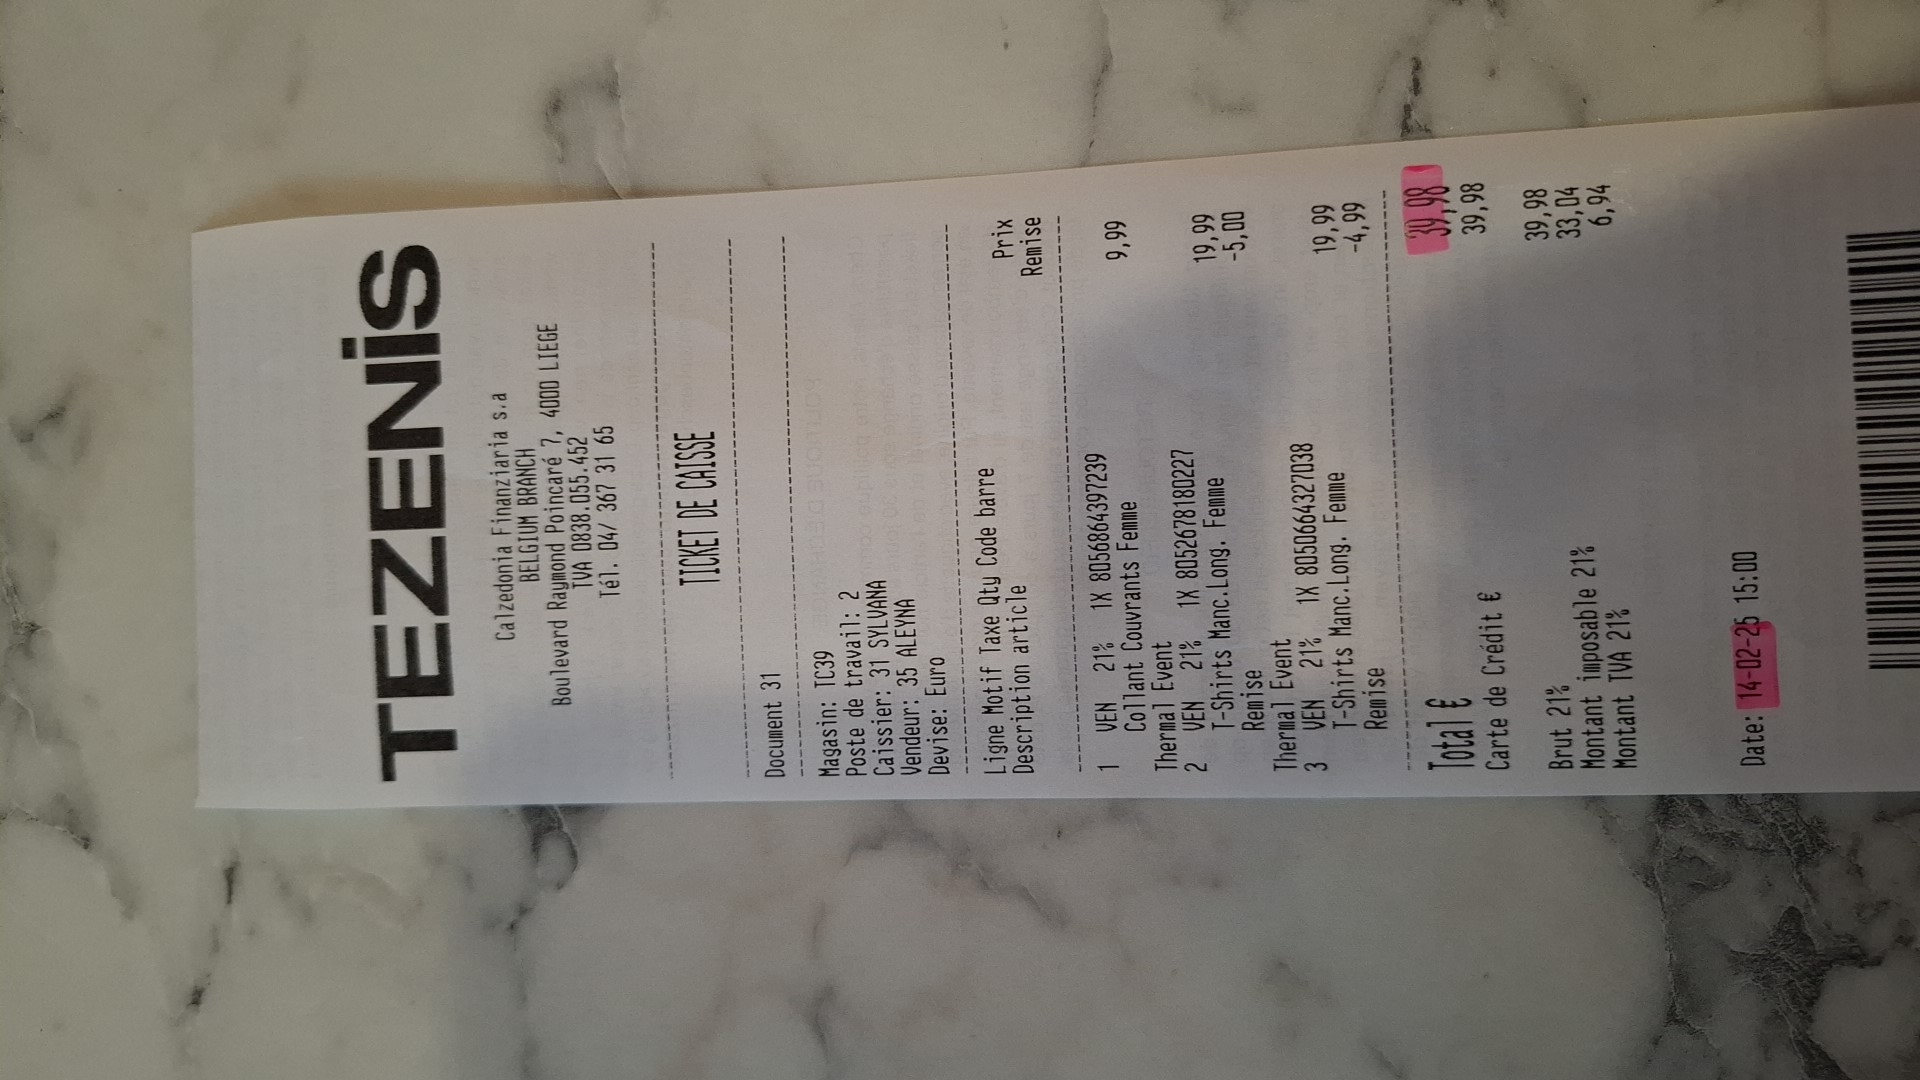 TEZENIS
Calzedonia Finanziaria s.a
BELGIUM BRANCH
Boulevard Raymond Poincaré 7, 4000 LIEGE
TVA 0838.055.452
Tél. 04/ 367 31 65
TICKET DE CAISSE
Document 31
Magasin: TC39
Poste de travail: 2
Caissier: 31 SYLVANA
Vendeur: 35 ALEYNA
Devise: Euro
Ligne Motif Taxe Qty Code barre Prix
Description article Remise
1 VEN 21% 1X 8056864397239 9,99
Collant Couvrants Femme
Thermal Event
2 VEN 21% 1X 8052678180227 19,99
T-Shirts Manc.Long. Femme -5,00
Remise
Thermal Event
3 VEN 21% 1X 8050664327038 19,99
T-Shirts Manc.Long. Femme -4,99
Remise
Total € 39,98
Carte de Crédit € 39,98
Brut 21% 39,98
Montant imposable 21% 33,04
Montant TVA 21% 6,94
Date: 14-02-25 15:00